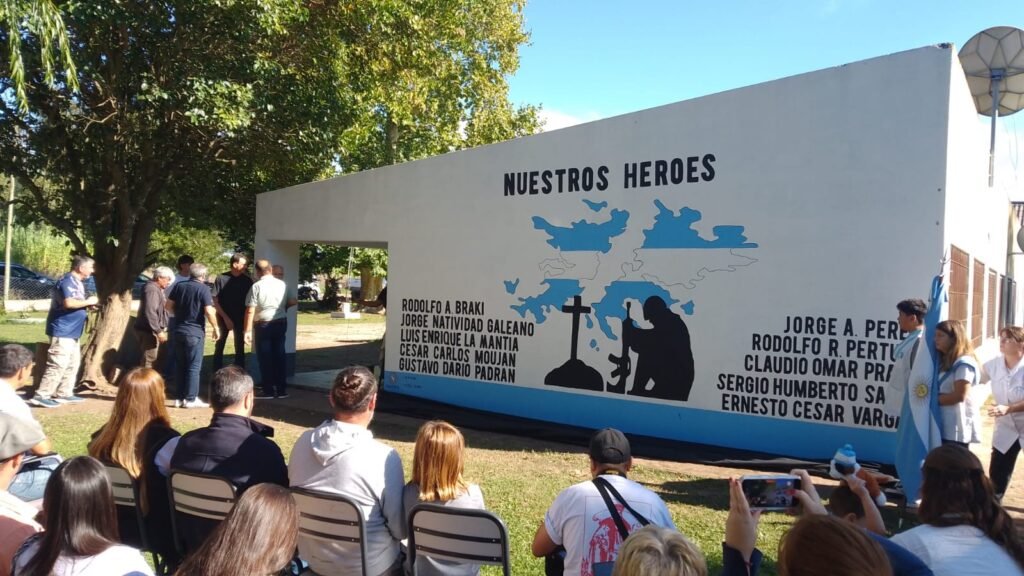 NUESTROS HEROES
RODOLFO A BRAKI
JORGE NATIVIDAD GALEANO
LUIS ENRIQUE LA MANTIA
CESAR CARLOS MOUJAN
GUSTAVO DARIO PADRAN
JORGE A.
RODOLFO R.
CLAUDIO OMAR
SERGIO HUMBERTO
ERNESTO CESAR